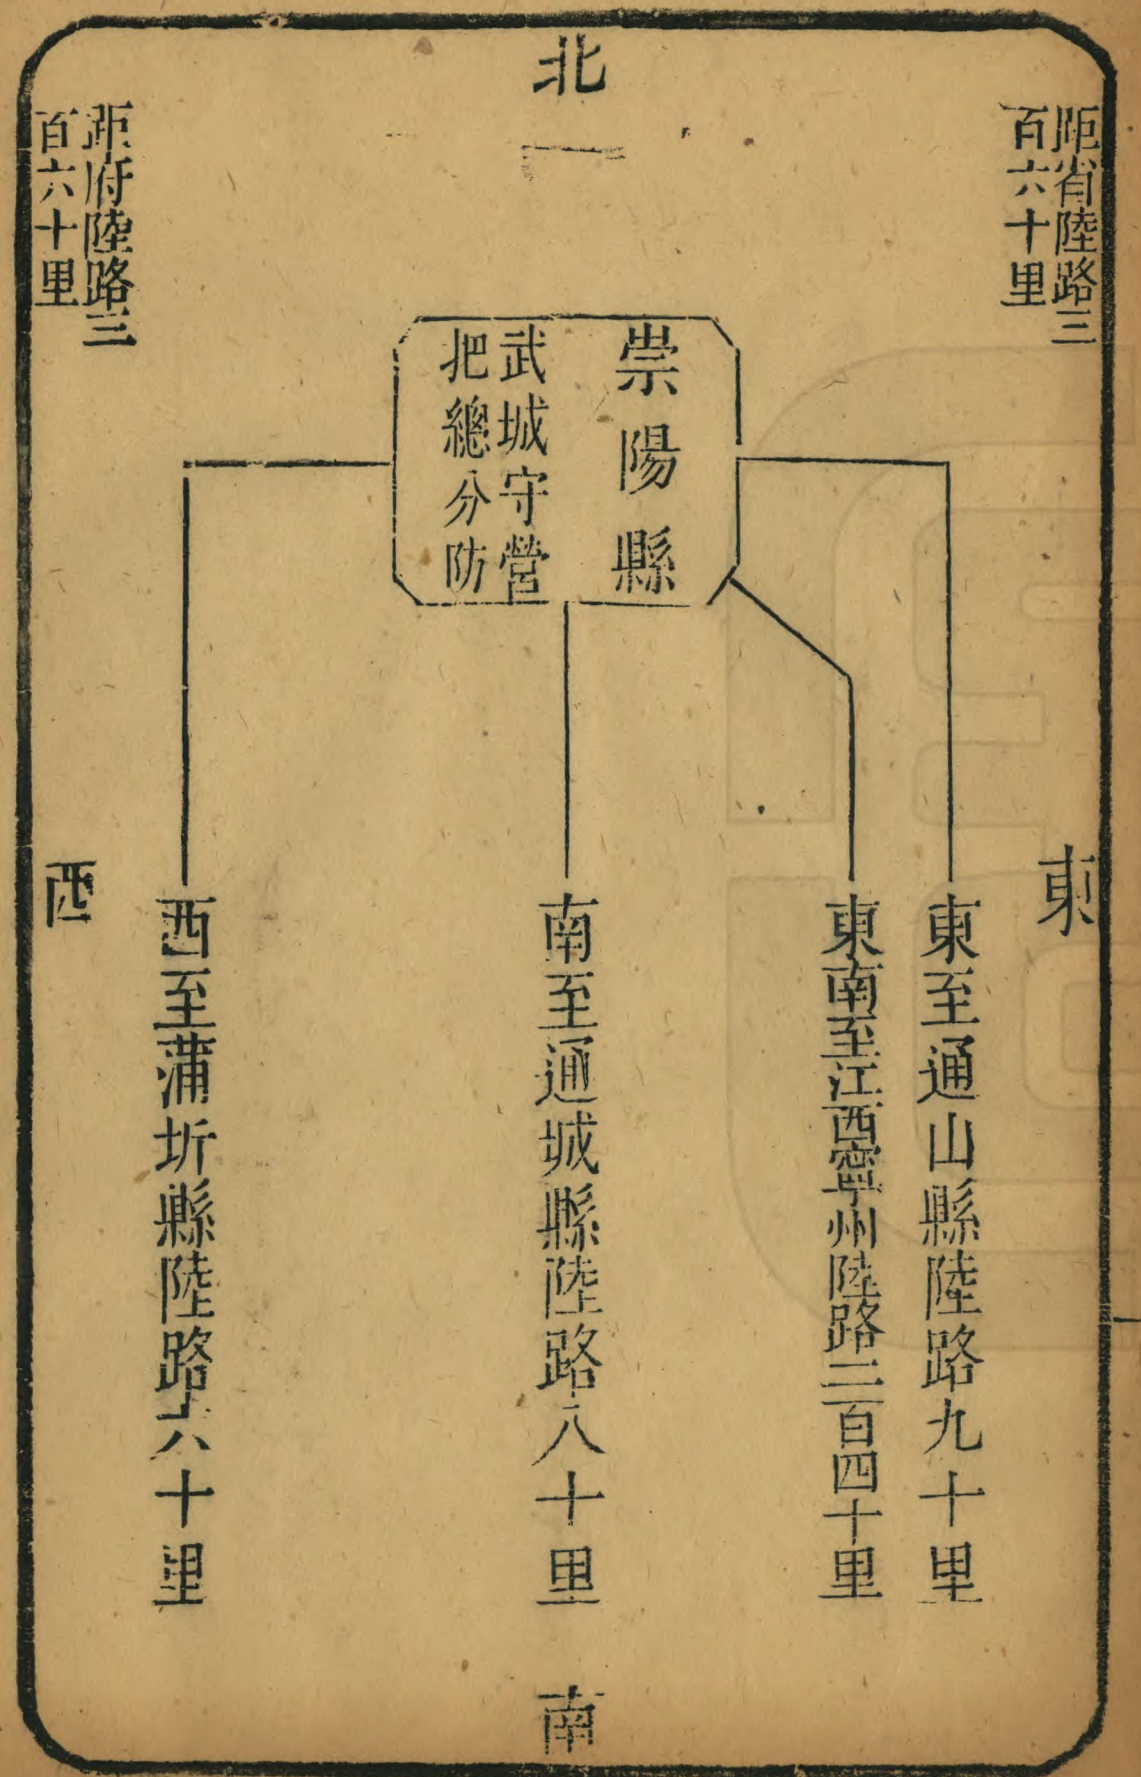 北
距省陸路三
百六十里
距府陸路三
百六十里
崇陽縣
武城守營
把總分防
東
東至通山縣陸路九十里
東南至江西寧州陸路二百四十里
南至通城縣陸路八十里
西至蒲圻縣陸路六十里
西
南